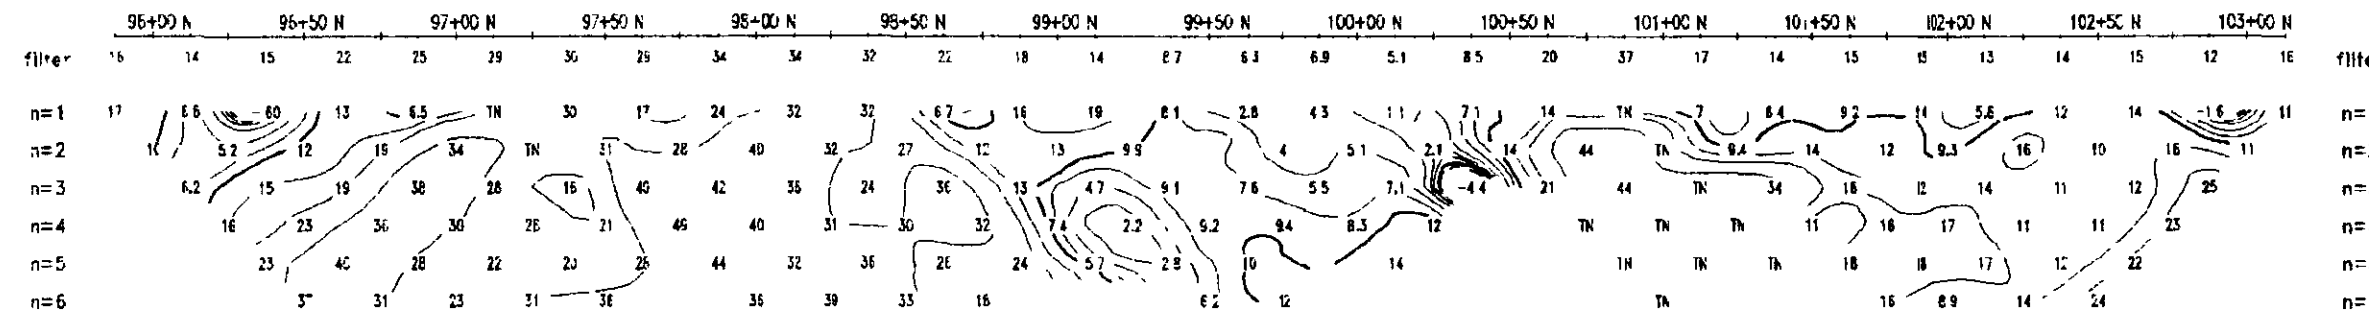 96+00 N 96+50 N 97+00 N 97+50 N 98+00 N 98+50 N 99+00 N 99+50 N 100+00 N 100+50 N 101+00 N 101+50 N 102+00 N 102+50 N 103+00 N
filter 16 14 15 22 25 29 30 29 34 34 32 22 18 14 8.7 6.3 6.9 5.1 8.5 20 37 17 14 15 15 13 14 15 12 16 filte
n=1 17 8.6 -60 13 6.5 TN 30 17 24 32 32 6.7 16 19 8.1 2.8 4.3 1.1 7.1 14 TN 7 8.4 9.2 14 5.6 12 14 -1.6 11 n=
n=2 5.2 12 19 34 TN 31 28 40 32 27 12 13 9.9 4 5.1 2.1 14 44 TN 9.4 14 12 9.3 16 10 16 11 n=
n=3 6.2 15 19 38 28 16 40 42 36 24 36 13 4.7 9.1 7.6 5.5 7.1 -4.4 21 44 TN 34 16 12 14 11 12 25 n=
n=4 16 23 36 30 26 21 46 40 31 30 32 7.4 2.2 9.2 9.4 8.3 12 TN TN TN 11 16 17 11 11 23 n=
n=5 23 40 28 22 20 26 44 32 36 26 24 5.7 2.8 10 14 TN TN TN 18 18 17 12 22 n=
n=6 31 23 31 36 36 39 33 18 6.2 12 TN 16 8.9 14 24 n=